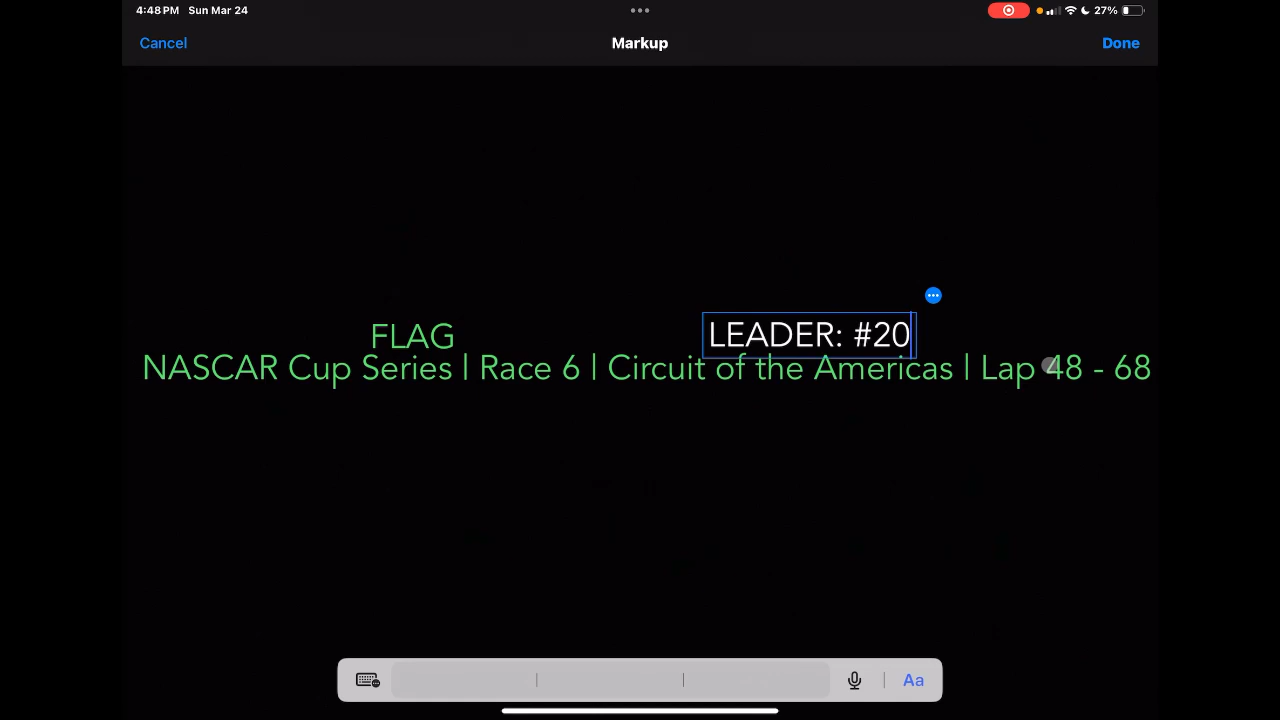 4:48 PM Sun Mar 24
27%
Cancel
Markup
Done
FLAG
LEADER: #20
NASCAR Cup Series | Race 6 | Circuit of the Americas | Lap 48 - 68
Aa